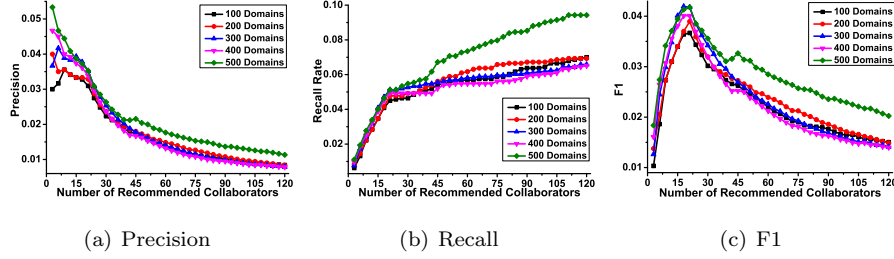 0.05
0.04
0.03
0.02
0.01
Precision
100 Domains
200 Domains
300 Domains
400 Domains
500 Domains
0 15 30 45 60 75 90 105 120
Number of Recommended Collaborators
(a) Precision
0.10
0.08
0.06
0.04
0.02
0.00
Recall Rate
100 Domains
200 Domains
300 Domains
400 Domains
500 Domains
0 15 30 45 60 75 90 105 120
Number of Recommended Collaborators
(b) Recall
0.04
0.03
0.02
0.01
F1
100 Domains
200 Domains
300 Domains
400 Domains
500 Domains
0 15 30 45 60 75 90 105 120
Number of Recommended Collaborators
(c) F1